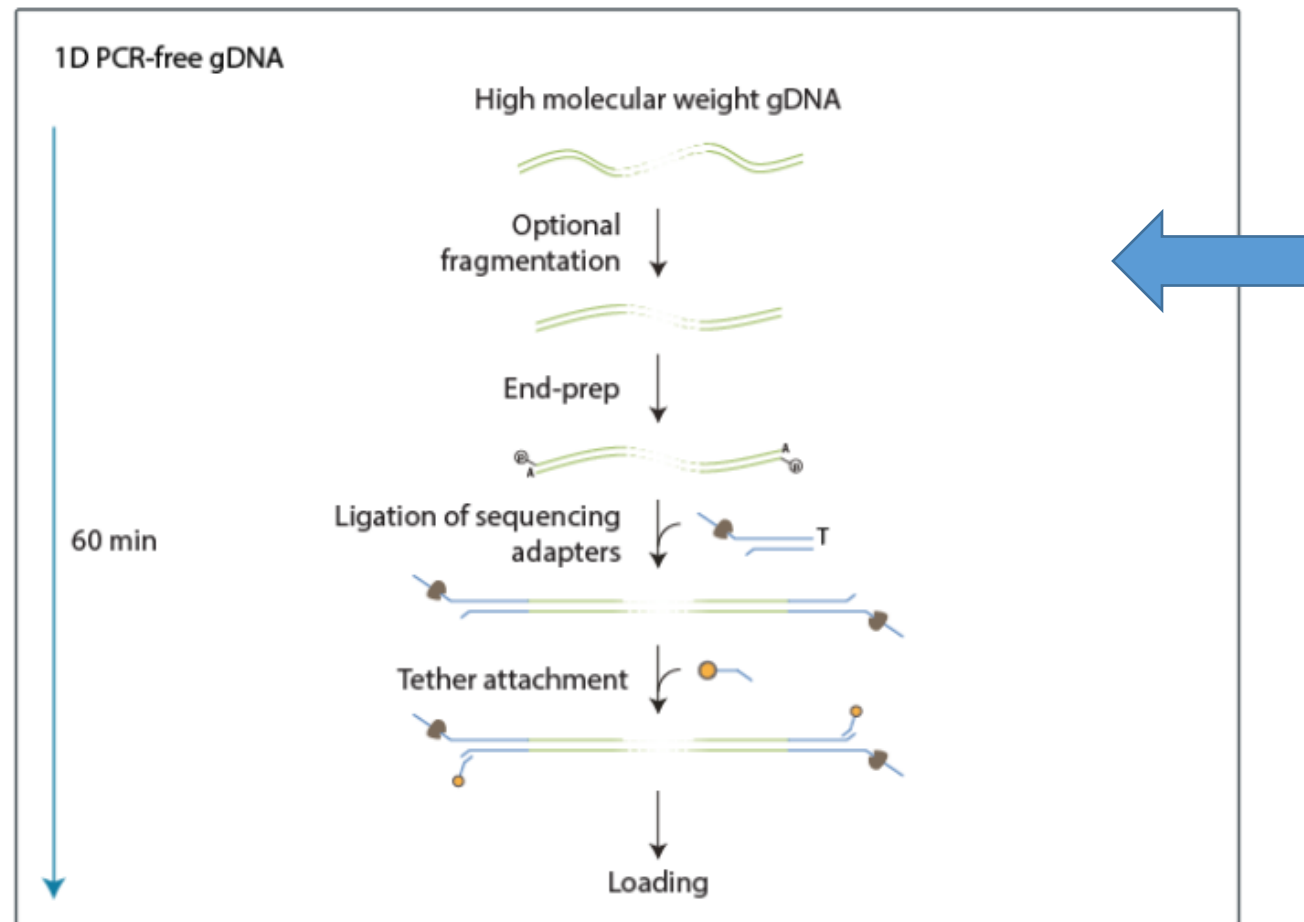 1D PCR-free gDNA
High molecular weight gDNA
Optional
fragmentation
End-prep
p
A
A
p
Ligation of sequencing
adapters
T
60 min
Tether attachment
Loading